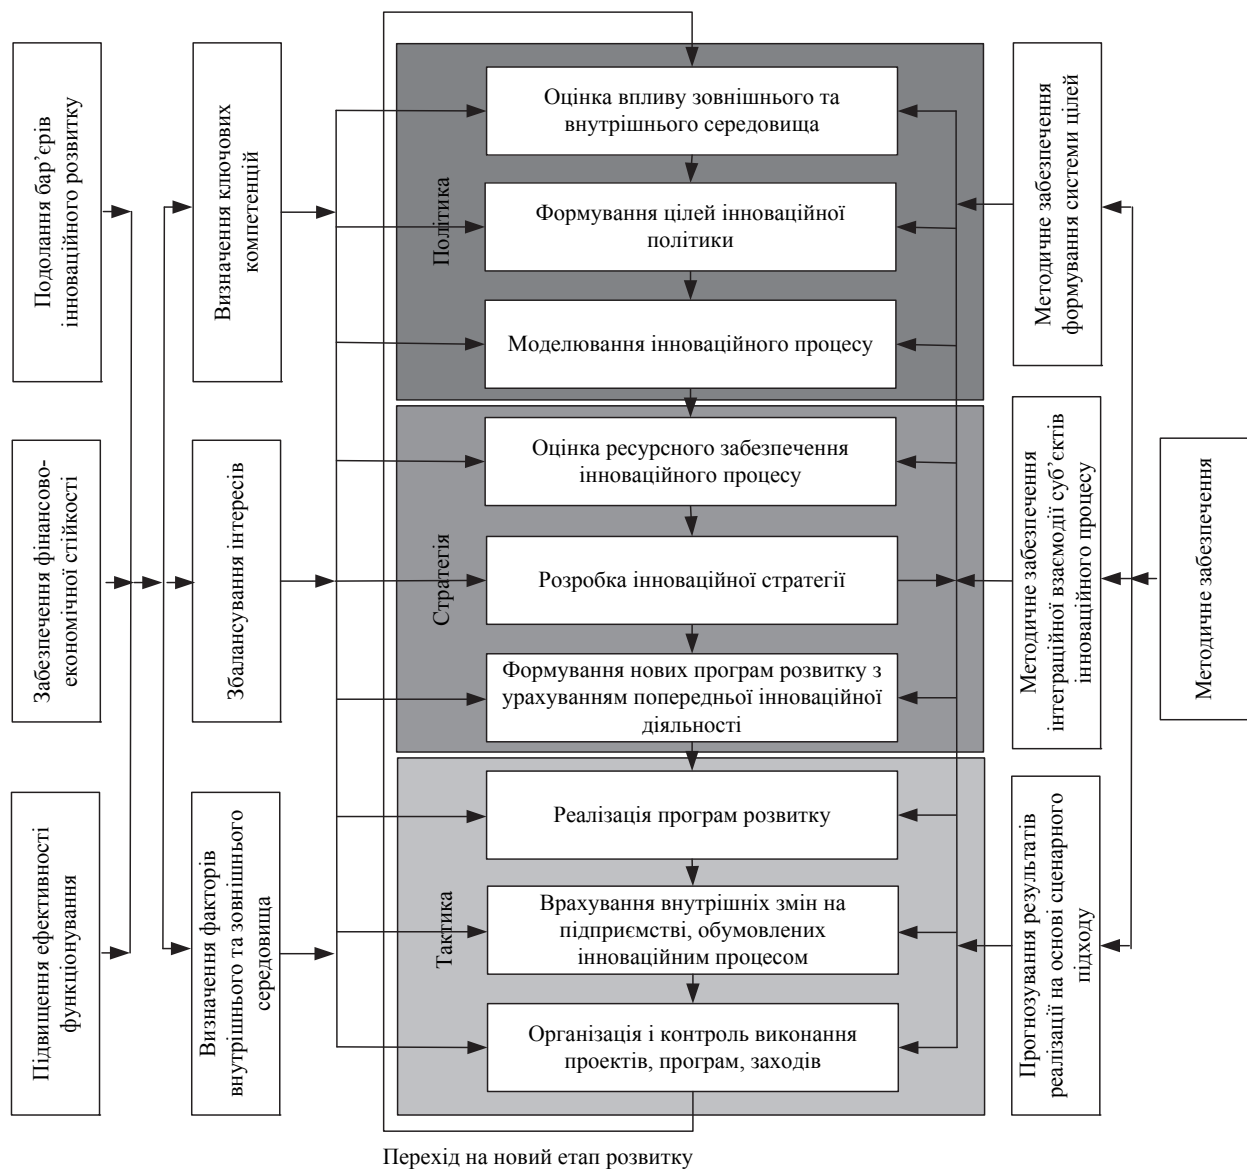 Подолання бар’єрів
інноваційного розвитку
Забезпечення фінансово-
економічної стійкості
Підвищення ефективності
функціонування
Визначення ключових
компетенцій
Збалансування інтересів
Визначення факторів
внутрішнього та зовнішнього
середовища
Політика
Оцінка впливу зовнішнього та
внутрішнього середовища
Формування цілей інноваційної
політики
Моделювання інноваційного процесу
Стратегія
Оцінка ресурсного забезпечення
інноваційного процесу
Розробка інноваційної стратегії
Формування нових програм розвитку з
урахуванням попередньої інноваційної
діяльності
Тактика
Реалізація програм розвитку
Врахування внутрішніх змін на
підприємстві, обумовлених
інноваційним процесом
Організація і контроль виконання
проектів, програм, заходів
Методичне забезпечення
формування системи цілей
Методичне забезпечення
інтеграційної взаємодії суб’єктів
інноваційного процесу
Прогнозування результатів
реалізації на основі сценарного
підходу
Методичне забезпечення
Перехід на новий етап розвитку